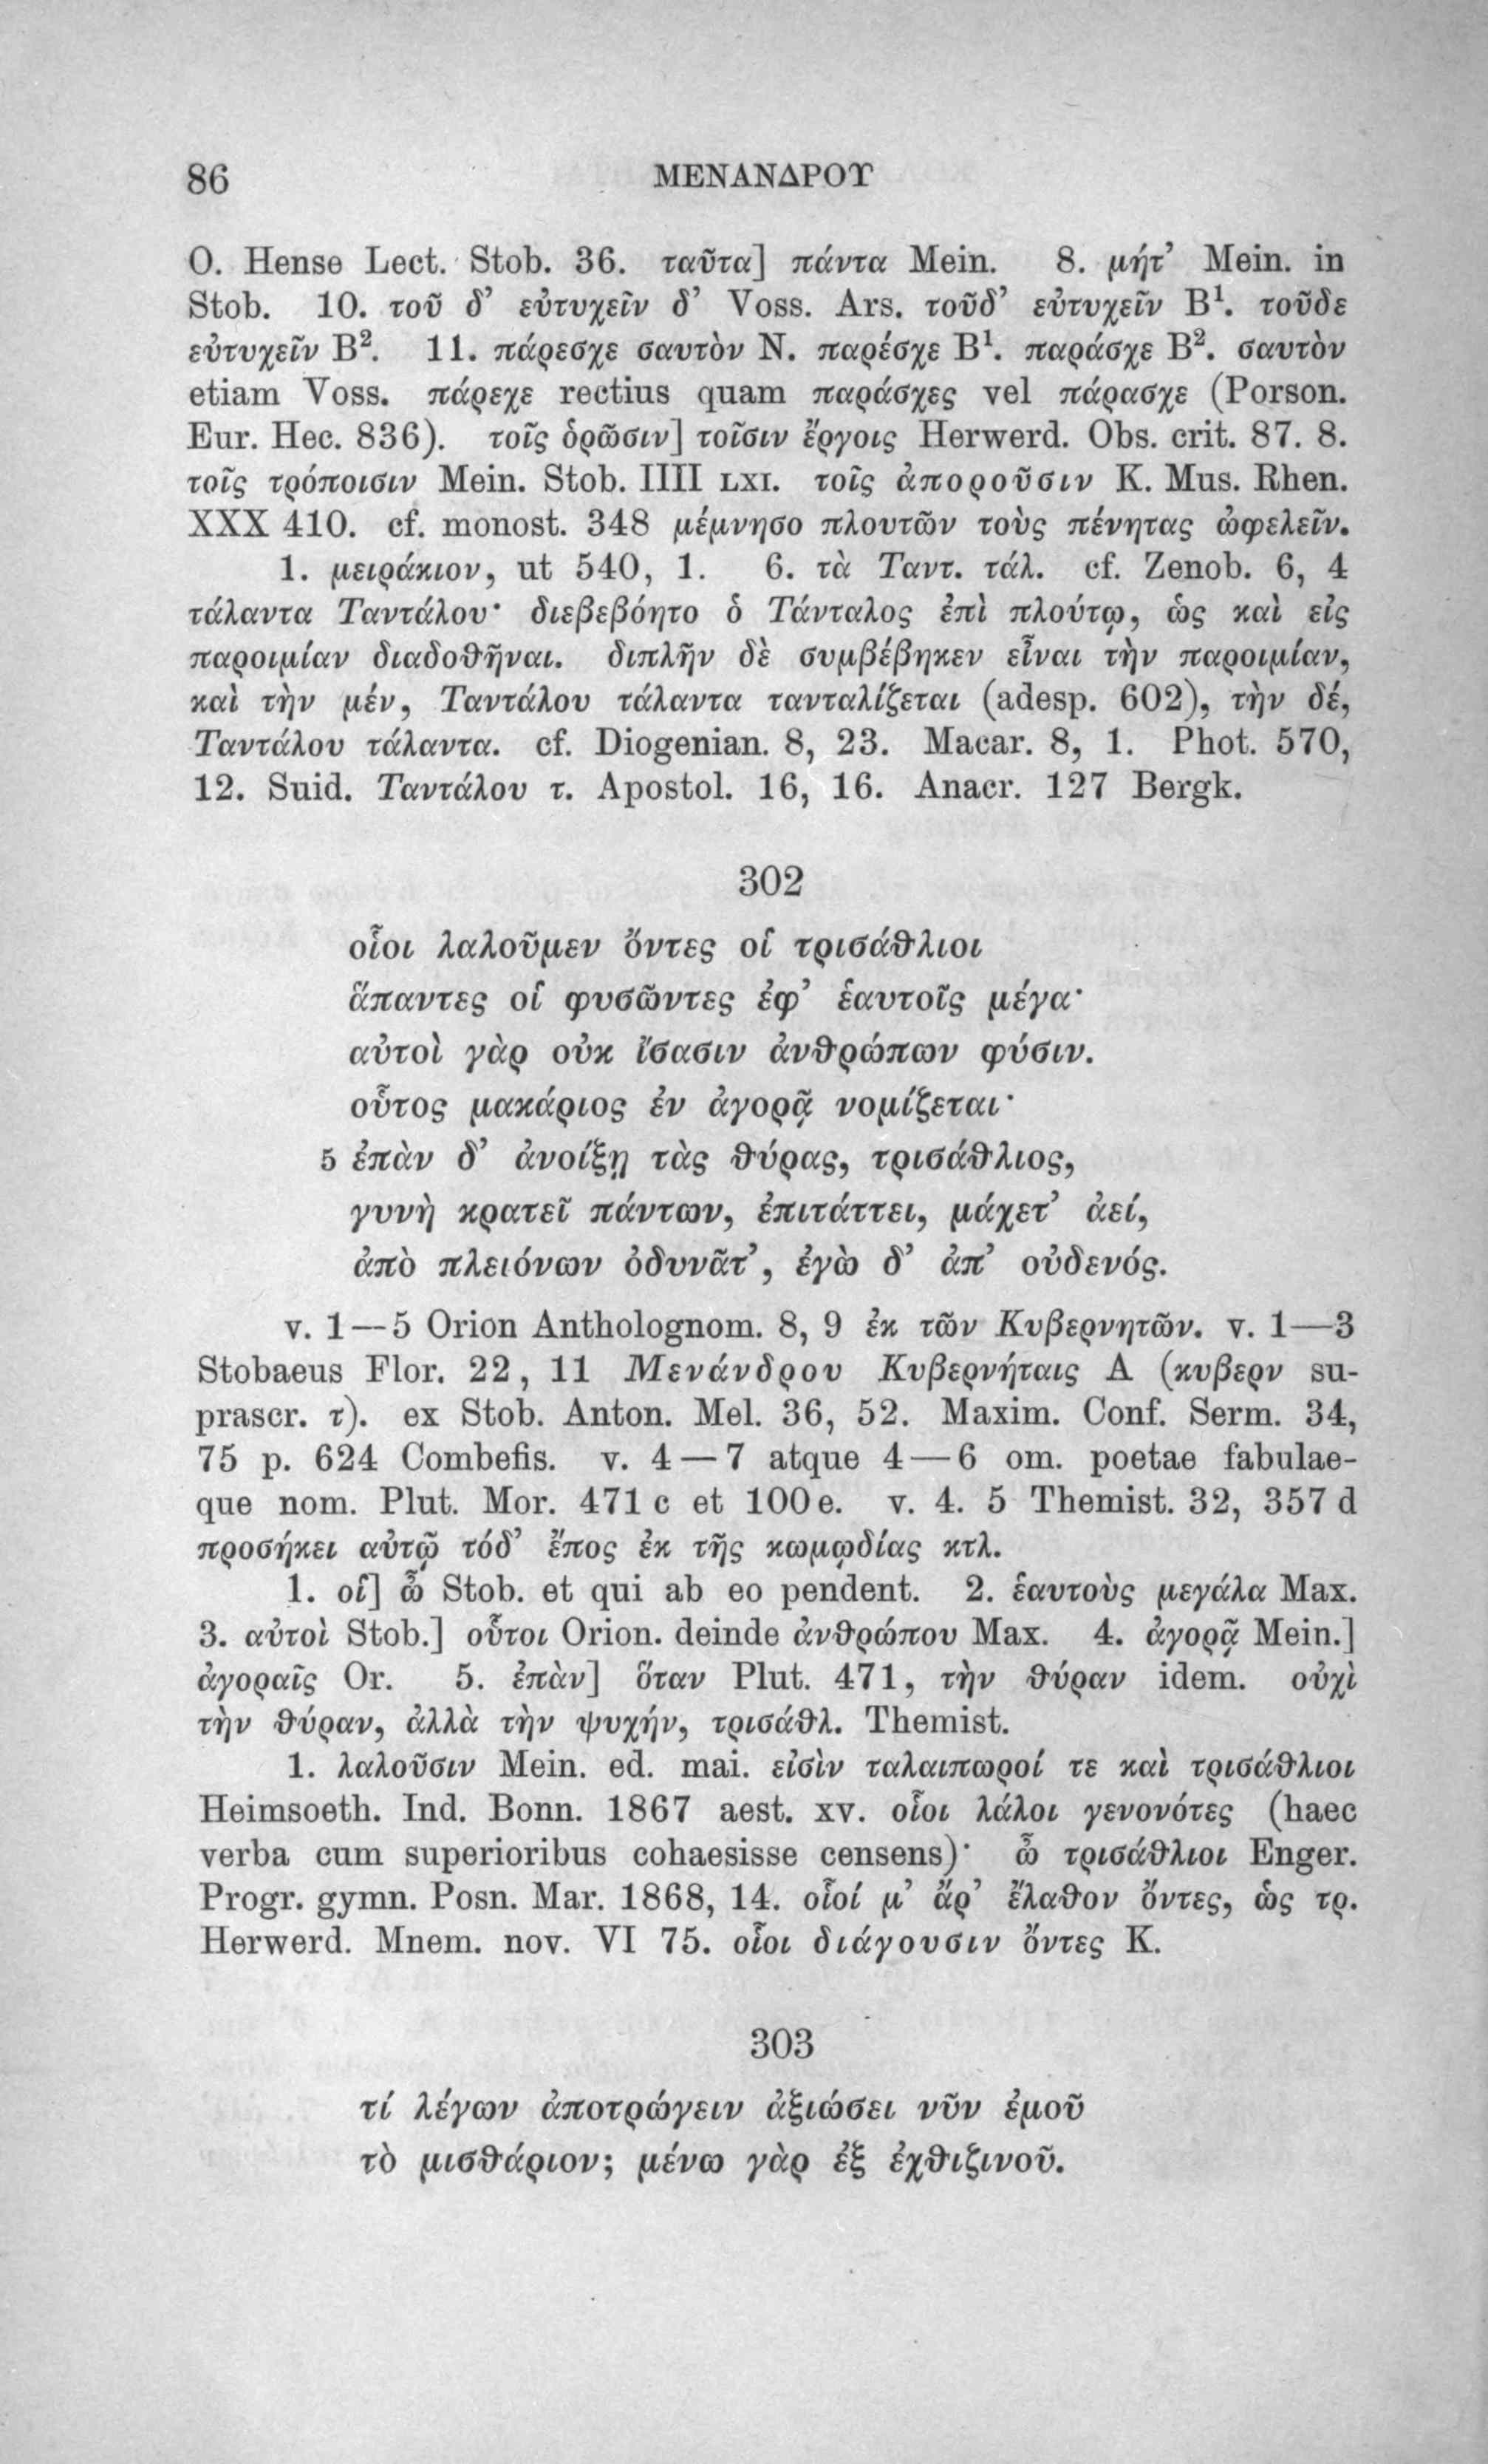 86 ΜΕΝΑΝΔΡΟΥ
O. Hense Lect. Stob. 36. ταῦτα] πάντα Mein. 8. μήτ’ Mein. in
Stob. 10. τοῦ δ’ εὐτυχεῖν δ’ Voss. Ars. τοῦδ’ εὐτυχεῖν B¹. τοῦδε
εὐτυχεῖν B². 11. πάρεσχε σαυτὸν N. παρέσχε B¹. παράσχε B². σαυτὸν
etiam Voss. πάρεχε rectius quam παράσχες vel πάρασχε (Porson.
Eur. Hec. 836). τοῖς ὁρῶσιν] τοῖσιν ἔργοις Herwerd. Obs. crit. 87. 8.
τοῖς τρόποισιν Mein. Stob. IIII LXI. τοῖς ἀποροῦσιν K. Mus. Rhen.
XXX 410. cf. monost. 348 μέμνησο πλουτῶν τοὺς πένητας ὠφελεῖν.
1. μειράκιον, ut 540, 1. 6. τὰ Ταντ. τάλ. cf. Zenob. 6, 4
τάλαντα Ταντάλου· διεβεβόητο ὁ Τάνταλος ἐπὶ πλούτῳ, ὡς καὶ εἰς
παροιμίαν διαδοθῆναι. διπλῆν δὲ συμβέβηκεν εἶναι τὴν παροιμίαν,
καὶ τὴν μέν, Ταντάλου τάλαντα τανταλίζεται (adesp. 602), τὴν δέ,
Ταντάλου τάλαντα. cf. Diogenian. 8, 23. Macar. 8, 1. Phot. 570,
12. Suid. Ταντάλου τ. Apostol. 16, 16. Anacr. 127 Bergk.
302
οἷοι λαλοῦμεν ὄντες οἱ τρισάθλιοι
ἅπαντες οἱ φυσῶντες ἐφ’ ἑαυτοῖς μέγα·
αὐτοὶ γὰρ οὐκ ἴσασιν ἀνθρώπων φύσιν.
οὗτος μακάριος ἐν ἀγορᾷ νομίζεται·
5 ἐπὰν δ’ ἀνοίξῃ τὰς θύρας, τρισάθλιος,
γυνὴ κρατεῖ πάντων, ἐπιτάττει, μάχετ’ ἀεί,
ἀπὸ πλειόνων ὀδυνᾶτ’, ἐγὼ δ’ ἀπ’ οὐδενός.
v. 1—5 Orion Antholognom. 8, 9 ἐκ τῶν Κυβερνητῶν. v. 1—3
Stobaeus Flor. 22, 11 Μενάνδρου Κυβερνήταις A (κυβερν su-
prascr. τ). ex Stob. Anton. Mel. 36, 52. Maxim. Conf. Serm. 34,
75 p. 624 Combefis. v. 4—7 atque 4—6 om. poetae fabulae-
que nom. Plut. Mor. 471 c et 100 e. v. 4. 5 Themist. 32, 357 d
προσήκει αὐτῷ τόδ’ ἔπος ἐκ τῆς κωμῳδίας κτλ.
1. οἱ] ὦ Stob. et qui ab eo pendent. 2. ἑαυτοὺς μεγάλα Max.
3. αὐτοὶ Stob.] οὗτοι Orion. deinde ἀνθρώπου Max. 4. ἀγορᾷ Mein.]
ἀγοραῖς Or. 5. ἐπὰν] ὅταν Plut. 471, τὴν θύραν idem. οὐχὶ
τὴν θύραν, ἀλλὰ τὴν ψυχήν, τρισάθλ. Themist.
1. λαλοῦσιν Mein. ed. mai. εἰσὶν ταλαιπωροί τε καὶ τρισάθλιοι
Heimsoeth. Ind. Bonn. 1867 aest. XV. οἷοι λάλοι γενονότες (haec
verba cum superioribus cohaesisse censens)· ὦ τρισάθλιοι Enger.
Progr. gymn. Posn. Mar. 1868, 14. οἷοί μ’ ἄρ’ ἔλαθον ὄντες, ὡς τρ.
Herwerd. Mnem. nov. VI 75. οἷοι διάγουσιν ὄντες K.
303
τί λέγων ἀποτρώγειν ἀξιώσει νῦν ἐμοῦ
τὸ μισθάριον; μένω γὰρ ἐξ ἐχθιζινοῦ.